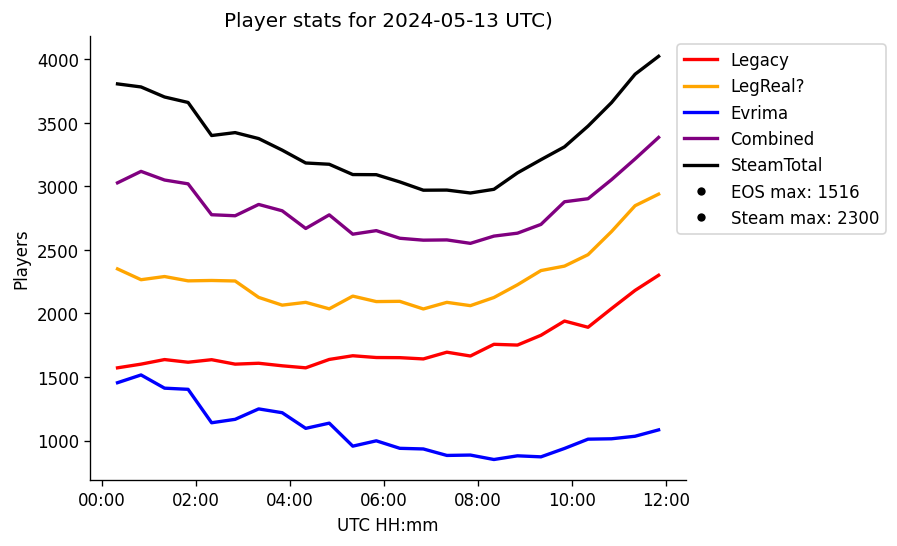 Player stats for 2024-05-13 UTC)
4000
3500
3000
2500
2000
1500
1000
Players
00:00 02:00 04:00 06:00 08:00 10:00 12:00
UTC HH:mm
Legacy
LegReal?
Evrima
Combined
SteamTotal
EOS max: 1516
Steam max: 2300